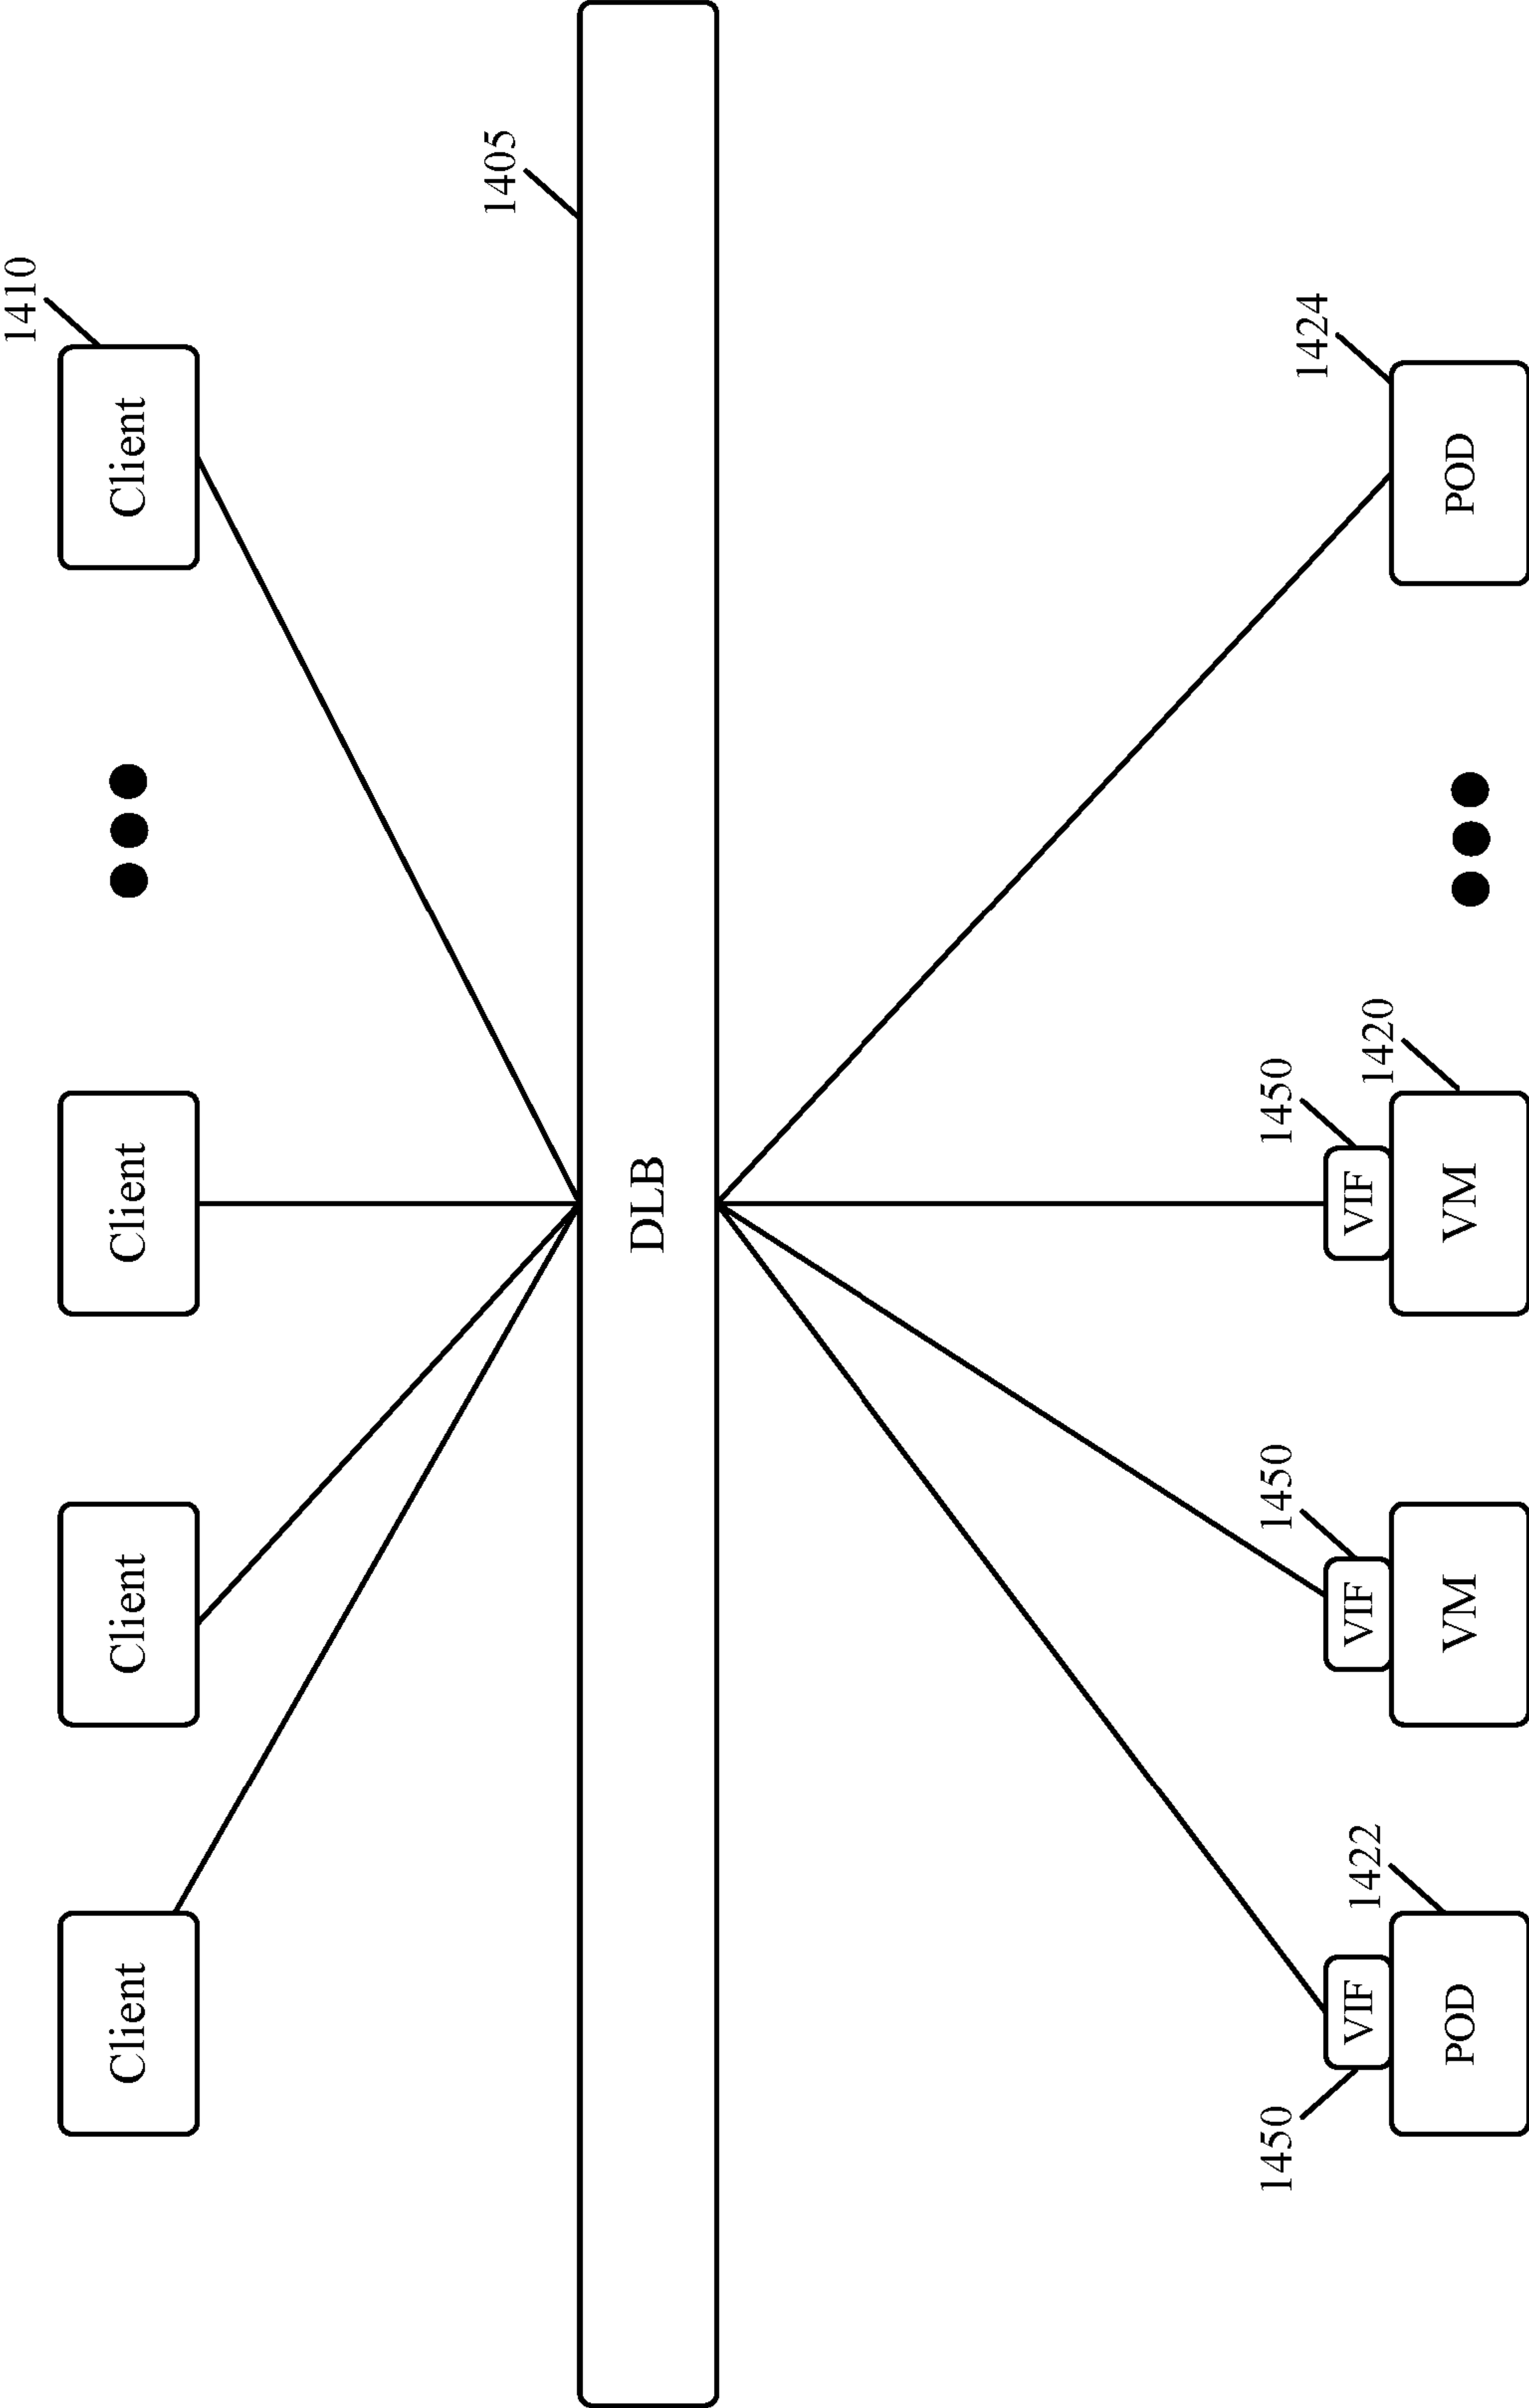 1410
Client
Client
Client
Client
1405
DLB
1450
1450
1450
1424
VIF
1422
VIF
VIF
1420
POD
VM
VM
POD